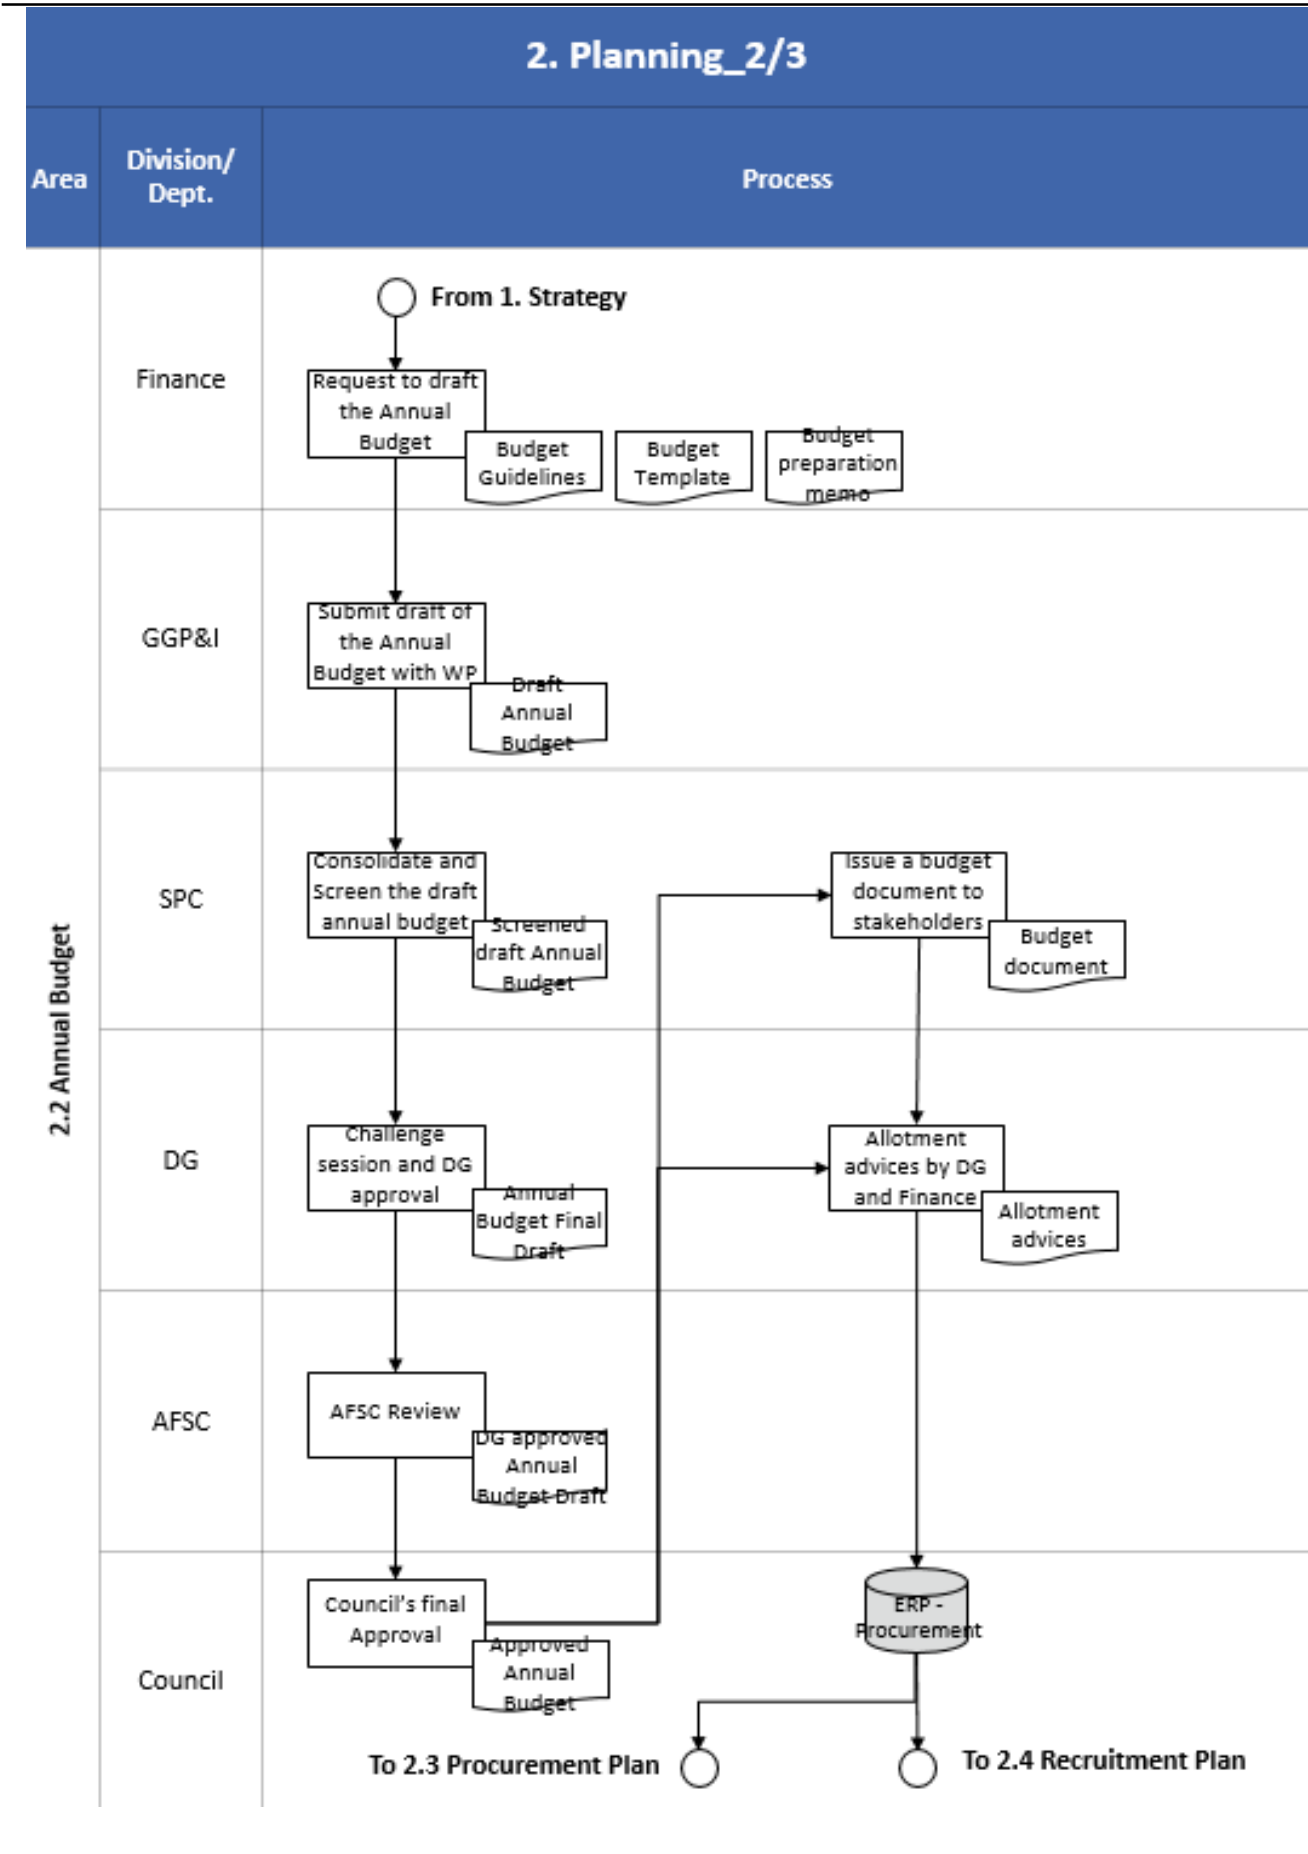 2. Planning_2/3
Area
Division/
Dept.
Process
2.2 Annual Budget
Finance
From 1. Strategy
Request to draft
the Annual
Budget
Budget
Guidelines
Budget
Template
Budget
preparation
memo
GGP&I
Submit draft of
the Annual
Budget with WP
Draft
Annual
Budget
SPC
Consolidate and
Screen the draft
annual budget
Screened
draft Annual
Budget
Issue a budget
document to
stakeholders
Budget
document
DG
Challenge
session and DG
approval
Annual
Budget Final
Draft
Allotment
advices by DG
and Finance
Allotment
advices
AFSC
AFSC Review
DG approved
Annual
Budget Draft
Council
Council's final
Approval
Approved
Annual
Budget
ERP -
Procurement
To 2.3 Procurement Plan
To 2.4 Recruitment Plan